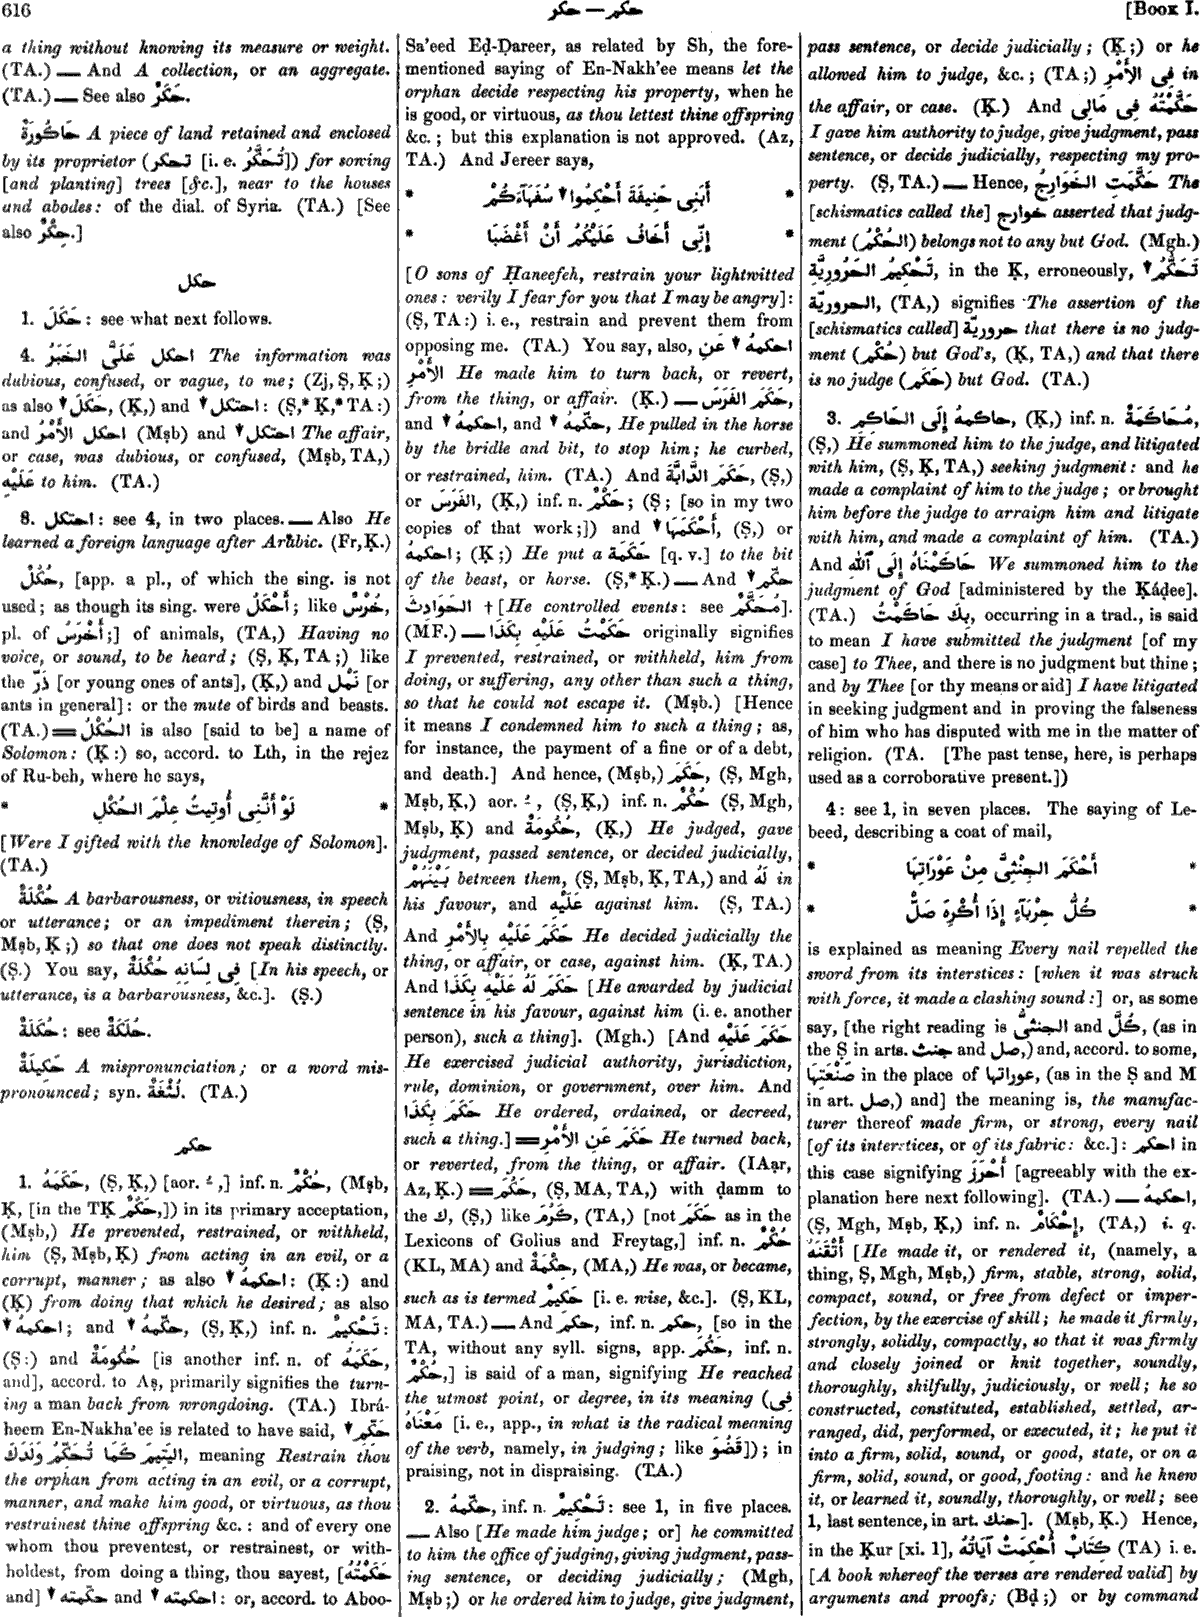 616
حكر — حكم
[Book I.
a thing without knowing its measure or weight.
(TA.) — And A collection, or an aggregate.
(TA.) — See also حَكَرٌ.
حَاكُورَةٌ A piece of land retained and enclosed
by its proprietor (تحكر [i. e. تُحَكَّرُ]) for sowing
[and planting] trees [&c.], near to the houses
and abodes: of the dial. of Syria. (TA.) [See
also حِكْرٌ.]
حكل
1. حَكَلَ: see what next follows.
4. احكل عَلَىَّ الخَبَرُ The information was
dubious, confused, or vague, to me; (Zj, Ṣ, Ḳ;)
as also ▼ حَكَلَ, (Ḳ,) and ▼ احتكل: (Ṣ,* Ḳ,* TA:)
and احكل الأَمْرُ (Mṣb) and ▼ احتكل The affair,
or case, was dubious, or confused, (Mṣb, TA,)
عَلَيْهِ to him. (TA.)
8. احتكل: see 4, in two places. — Also He
learned a foreign language after Arabic. (Fr, Ḳ.)
حُكْلٌ, [app. a pl., of which the sing. is not
used; as though its sing. were أَحْكَلُ; like خُرْسٌ
pl. of أَخْرَسُ;] of animals, (TA,) Having no
voice, or sound, to be heard; (Ṣ, Ḳ, TA;) like
the ذَرّ [or young ones of ants], (Ḳ,) and نَمْل [or
ants in general]: or the mute of birds and beasts.
(TA.) = الحُكْلُ is also [said to be] a name of
Solomon: (Ḳ:) so, accord. to Lth, in the rejez
of Ru-beh, where he says,
* لَوْ أَنَّنِى أُوتِيتُ عِلْمَ الحُكْلِ *
[Were I gifted with the knowledge of Solomon].
(TA.)
حُكْلَةٌ A barbarousness, or vitiousness, in speech
or utterance; or an impediment therein; (Ṣ,
Mṣb, Ḳ;) so that one does not speak distinctly.
(Ṣ.) You say, فِى لِسَانِهِ حُكْلَةٌ [In his speech, or
utterance, is a barbarousness, &c.]. (Ṣ.)
حُكَلَةٌ: see حُلَكَةٌ.
حَكِيلَةٌ A mispronunciation; or a word mis-
pronounced; syn. لُثْغَةٌ. (TA.)
حكم
1. حَكَمَهُ, (Ṣ, Ḳ,) [aor. ـُ ,] inf. n. حُكْمٌ, (Mṣb,
Ḳ, [in the TḲ حَكْمٌ,]) in its primary acceptation,
(Mṣb,) He prevented, restrained, or withheld,
him (Ṣ, Mṣb, Ḳ) from acting in an evil, or a
corrupt, manner; as also ▼ احكمهُ: (Ḳ:) and
(Ḳ) from doing that which he desired; as also
▼ احكمهُ; and ▼ حكّمهُ, (Ṣ, Ḳ,) inf. n. تَحْكِيمٌ:
(Ṣ:) and حُكُومَةٌ [is another inf. n. of حَكَمَهُ,
and], accord. to Aṣ, primarily signifies the turn-
ing a man back from wrongdoing. (TA.) Ibrá-
heem En-Nakha'ee is related to have said, ▼ حَكِّمِ
اليَتِيمَ كَمَا تُحَكِّمُ وَلَدَكَ, meaning Restrain thou
the orphan from acting in an evil, or a corrupt,
manner, and make him good, or virtuous, as thou
restrainest thine offspring &c.: and of every one
whom thou preventest, or restrainest, or with-
holdest, from doing a thing, thou sayest, [حَكَمْتُهُ
and] ▼ حكّمته and ▼ احكمته: or, accord. to Aboo-
Sa'eed Eḍ-Ḍareer, as related by Sh, the fore-
mentioned saying of En-Nakh'ee means let the
orphan decide respecting his property, when he
is good, or virtuous, as thou lettest thine offspring
&c.; but this explanation is not approved. (Az,
TA.) And Jereer says,
* أَبَنِى حَنِيفَةَ أَحْكِمُوا ▼ سُفَهَآءَكُمْ *
* إِنِّى أَخَافُ عَلَيْكُمُ أَنْ أَغْضَبَا *
[O sons of Ḥaneefeh, restrain your lightwitted
ones: verily I fear for you that I may be angry]:
(Ṣ, TA:) i. e., restrain and prevent them from
opposing me. (TA.) You say, also, ▼ احكمهُ عَنِ
الأَمْرِ He made him to turn back, or revert,
from the thing, or affair. (Ḳ.) — حَكَمَ الفَرَسَ,
and ▼ احكمهُ, and ▼ حكّمهُ, He pulled in the horse
by the bridle and bit, to stop him; he curbed,
or restrained, him. (TA.) And حَكَمَ الدَّابَّةَ, (Ṣ,)
or الفَرَسَ, (Ḳ,) inf. n. حَكْمٌ; (Ṣ; [so in my two
copies of that work;]) and ▼ أَحْكَمَهَا, (Ṣ,) or
احكمهُ; (Ḳ;) He put a حَكَمَة [q. v.] to the bit
of the beast, or horse. (Ṣ,* Ḳ.) — And ▼ حكّم
الحَوَادِثَ † [He controlled events: see مُحَكَّمٌ].
(MF.) — حَكَمْتُ عَلَيْهِ بِكَذَا originally signifies
I prevented, restrained, or withheld, him from
doing, or suffering, any other than such a thing,
so that he could not escape it. (Mṣb.) [Hence
it means I condemned him to such a thing; as,
for instance, the payment of a fine or of a debt,
and death.] And hence, (Mṣb,) حَكَمَ, (Ṣ, Mgh,
Mṣb, Ḳ,) aor. ـُ , (Ṣ, Ḳ,) inf. n. حُكْمٌ (Ṣ, Mgh,
Mṣb, Ḳ) and حُكُومَةٌ, (Ḳ,) He judged, gave
judgment, passed sentence, or decided judicially,
بَيْنَهُمْ between them, (Ṣ, Mṣb, Ḳ, TA,) and لَهُ in
his favour, and عَلَيْهِ against him. (Ṣ, TA.)
And حَكَمَ عَلَيْهِ بِالأَمْرِ He decided judicially the
thing, or affair, or case, against him. (Ḳ, TA.)
And حَكَمَ لَهُ عَلَيْهِ بِكَذَا [He awarded by judicial
sentence in his favour, against him (i. e. another
person), such a thing]. (Mgh.) [And حَكَمَ عَلَيْهِ
He exercised judicial authority, jurisdiction,
rule, dominion, or government, over him. And
حَكَمَ بِكَذَا He ordered, ordained, or decreed,
such a thing.] = حَكَمَ عَنِ الأَمْرِ He turned back,
or reverted, from the thing, or affair. (IAạr,
Az, Ḳ.) = حَكُمَ, (Ṣ, MA, TA,) with ḍamm to
the ك, (Ṣ,) like كَرُمَ, (TA,) [not حَكَمَ as in the
Lexicons of Golius and Freytag,] inf. n. حُكْمٌ
(KL, MA) and حِكْمَةٌ, (MA,) He was, or became,
such as is termed حَكِيم [i. e. wise, &c.]. (Ṣ, KL,
MA, TA.) — And حكم, inf. n. حكم, [so in the
TA, without any syll. signs, app. حَكُمَ, inf. n.
حُكْمٌ,] is said of a man, signifying He reached
the utmost point, or degree, in its meaning (فِى
مَعْنَاهُ [i. e., app., in what is the radical meaning
of the verb, namely, in judging; like قَضُوَ]); in
praising, not in dispraising. (TA.)
2. حكّمهُ, inf. n. تَحْكِيمٌ: see 1, in five places.
— Also [He made him judge; or] he committed
to him the office of judging, giving judgment, pass-
ing sentence, or deciding judicially; (Mgh,
Mṣb;) or he ordered him to judge, give judgment,
pass sentence, or decide judicially; (Ḳ;) or he
allowed him to judge, &c.; (TA;) فِى الأَمْرِ in
the affair, or case. (Ḳ.) And حَكَّمْتُهُ فِى مَالِى
I gave him authority to judge, give judgment, pass
sentence, or decide judicially, respecting my pro-
perty. (Ṣ, TA.) — Hence, حَكَّمَتِ الخَوَارِجُ The
[schismatics called the] خوارج asserted that judg-
ment (الحُكْمُ) belongs not to any but God. (Mgh.)
تَحْكِيمُ الحَرُورِيَّةِ, in the Ḳ, erroneously, ▼ تَحَكُّمُ
الحروريّة, (TA,) signifies The assertion of the
[schismatics called] حروريّة that there is no judg-
ment (حُكْم) but God's, (Ḳ, TA,) and that there
is no judge (حَكَم) but God. (TA.)
3. حاكمهُ إِلَى الحَاكِمِ, (Ḳ,) inf. n. مُحَاكَمَةٌ,
(Ṣ,) He summoned him to the judge, and litigated
with him, (Ṣ, Ḳ, TA,) seeking judgment: and he
made a complaint of him to the judge; or brought
him before the judge to arraign him and litigate
with him, and made a complaint of him. (TA.)
And حَاكَمْنَاهُ إِلَى ٱللّٰهِ We summoned him to the
judgment of God [administered by the Ḳáḍee].
(TA.) بِكَ حَاكَمْتُ, occurring in a trad., is said
to mean I have submitted the judgment [of my
case] to Thee, and there is no judgment but thine;
and by Thee [or thy means or aid] I have litigated
in seeking judgment and in proving the falseness
of him who has disputed with me in the matter of
religion. (TA. [The past tense, here, is perhaps
used as a corroborative present.])
4: see 1, in seven places. The saying of Le-
beed, describing a coat of mail,
* أَحْكَمَ الجِنْثِىَّ مِنْ عَوْرَاتِهَا *
* كُلُّ حِرْبَآءٍ إِذَا أُكْرِهَ صَلَّ *
is explained as meaning Every nail repelled the
sword from its interstices: [when it was struck
with force, it made a clashing sound:] or, as some
say, [the right reading is الجنثىُّ and كُلَّ, (as in
the Ṣ in arts. جنث and صل,) and, accord. to some,
صَنْعَتِهَا in the place of عوراتها, (as in the Ṣ and M
in art. صل,) and] the meaning is, the manufac-
turer thereof made firm, or strong, every nail
[of its interstices, or of its fabric: &c.]: احكم in
this case signifying أَحْرَزَ [agreeably with the ex-
planation here next following]. (TA.) — احكمهُ,
(Ṣ, Mgh, Mṣb, Ḳ,) inf. n. إِحْكَامٌ, (TA,) i. q.
أَتْقَنَهُ [He made it, or rendered it, (namely, a
thing, Ṣ, Mgh, Mṣb,) firm, stable, strong, solid,
compact, sound, or free from defect or imper-
fection, by the exercise of skill; he made it firmly,
strongly, solidly, compactly, so that it was firmly
and closely joined or knit together, soundly,
thoroughly, skilfully, judiciously, or well; he so
constructed, constituted, established, settled, ar-
ranged, did, performed, or executed, it; he put it
into a firm, solid, sound, or good, state, or on a
firm, solid, sound, or good, footing: and he knew
it, or learned it, soundly, thoroughly, or well; see
1, last sentence, in art. حنك]. (Mṣb, Ḳ.) Hence,
in the Ḳur [xi. 1], كِتَابٌ أُحْكِمَتْ آيَاتُهُ (TA) i. e.
[A book whereof the verses are rendered valid] by
arguments and proofs; (Bḍ;) or by command